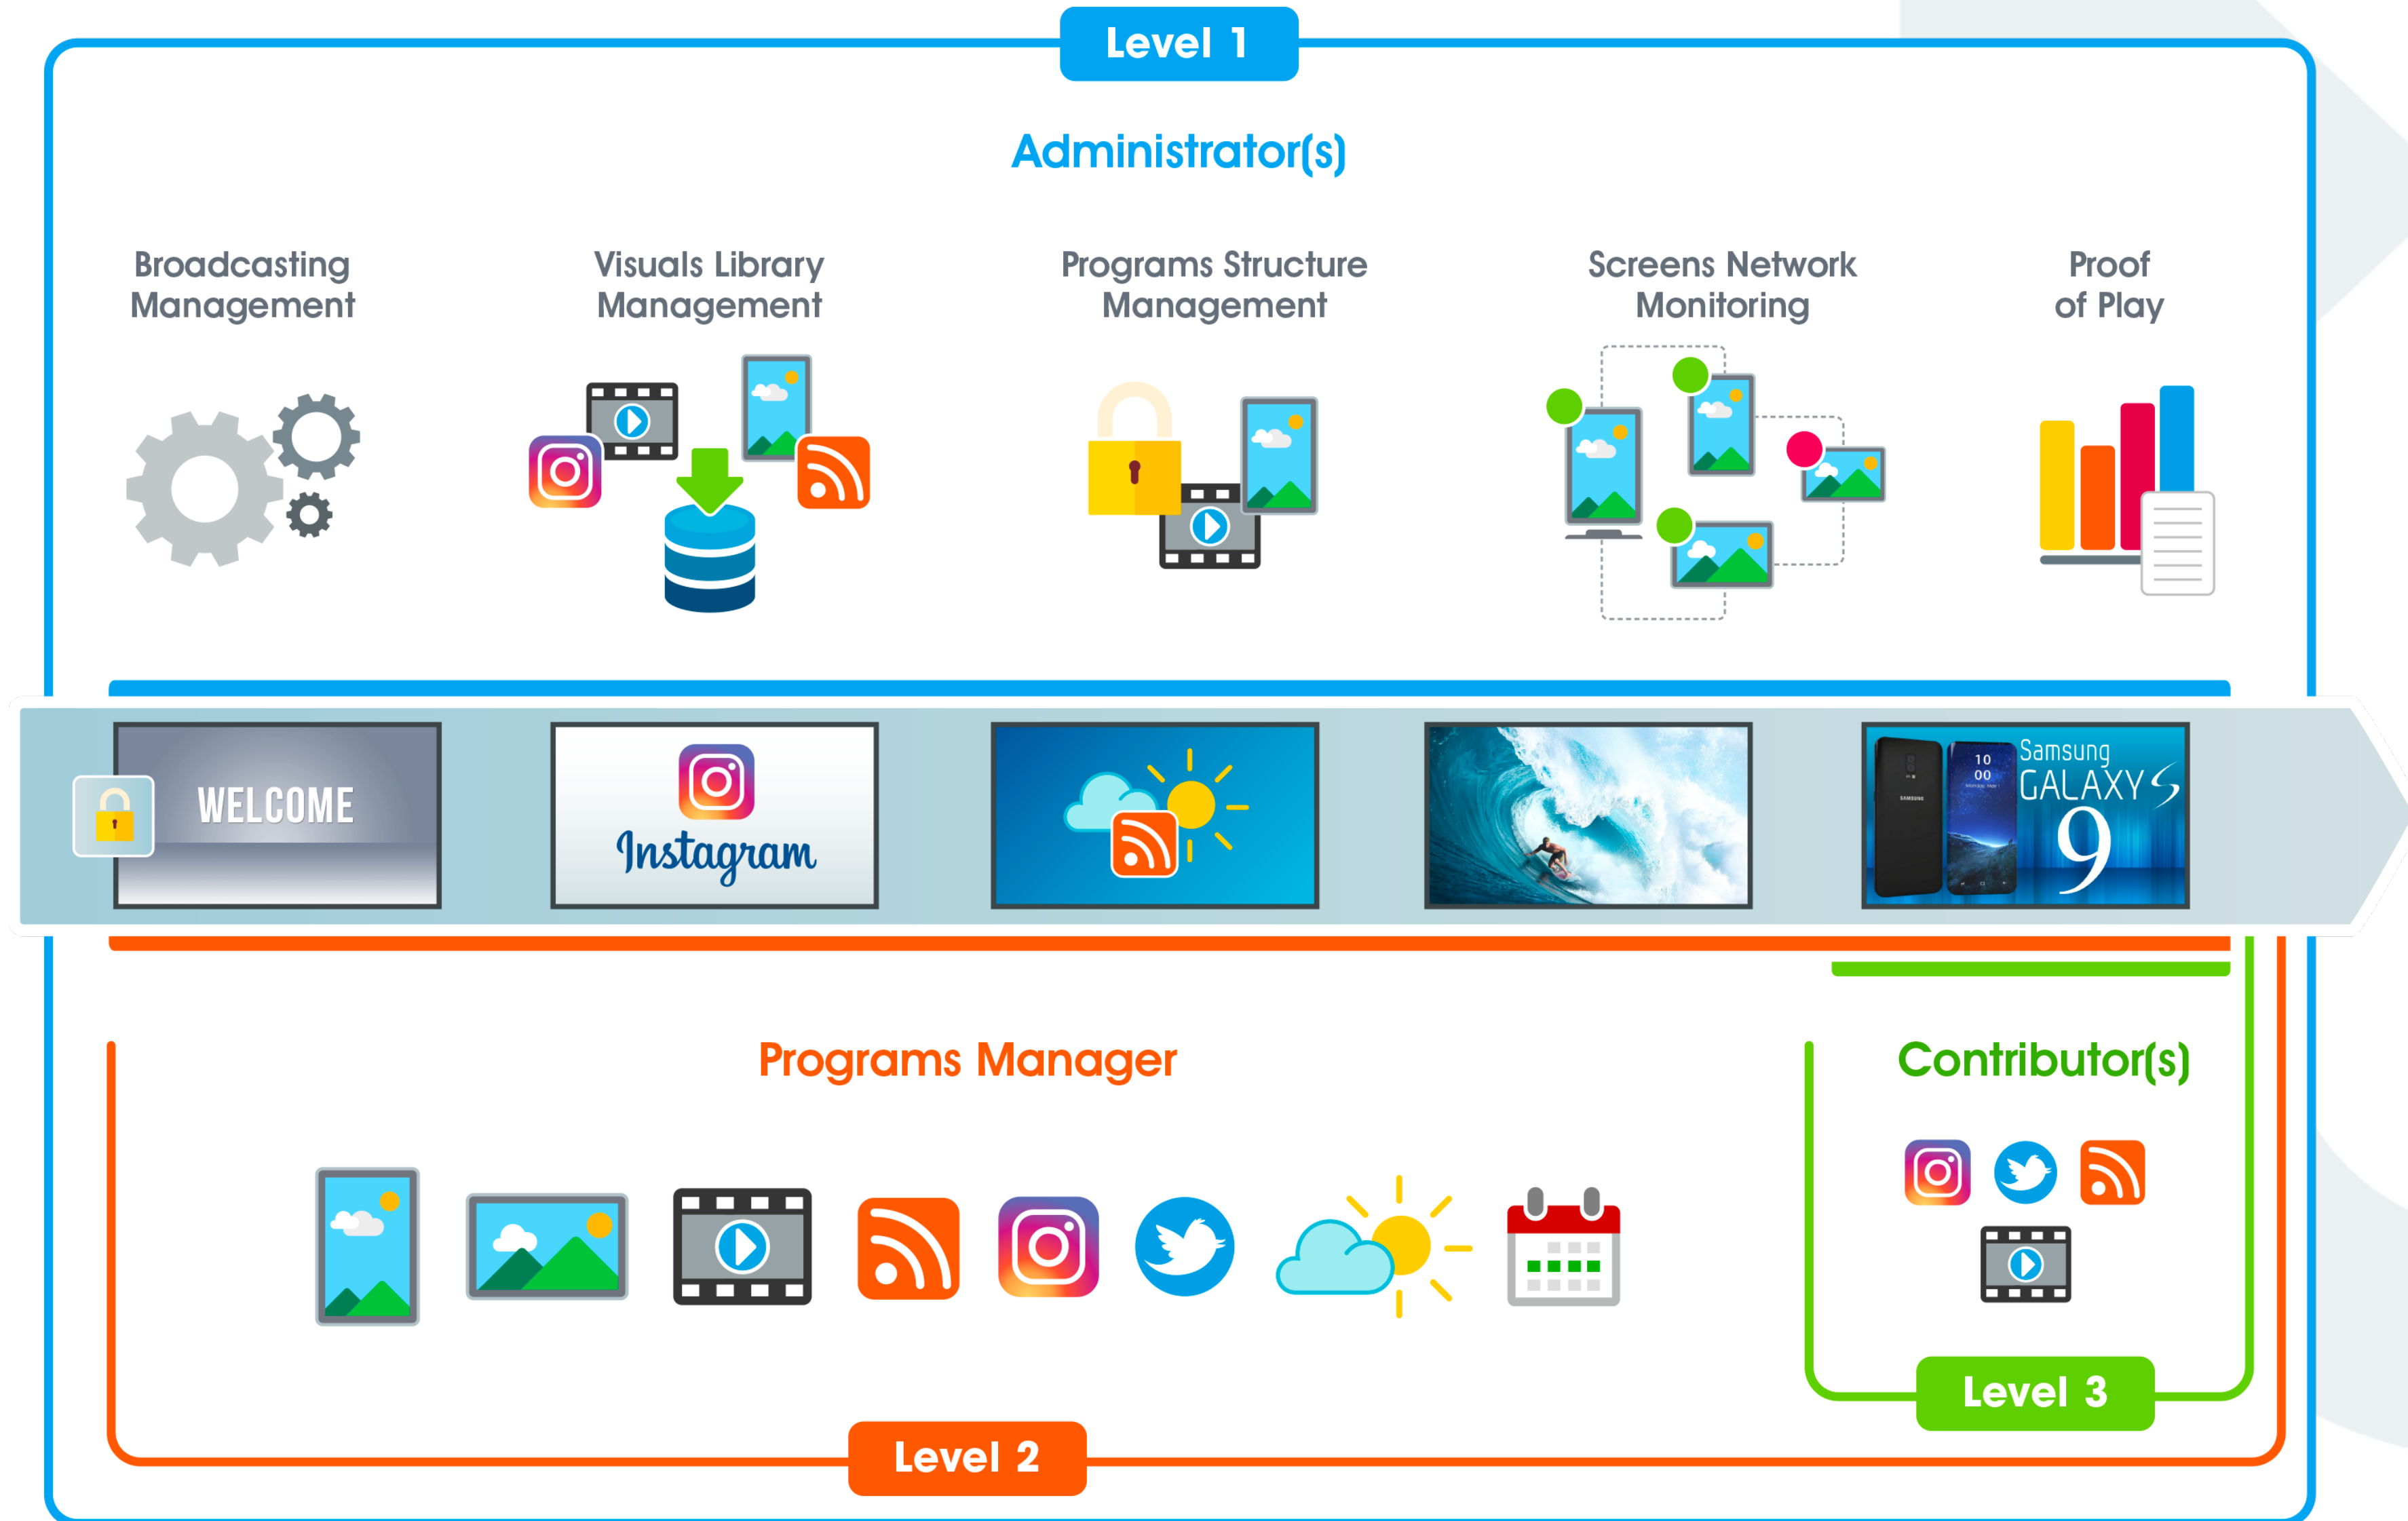 Level 1
Administrator(s)
Broadcasting
Management
Visuals Library
Management
Programs Structure
Management
Screens Network
Monitoring
Proof
of Play
WELCOME
Instagram
10
00
SAMSUNG
Samsung
GALAXY S
9
Programs Manager
Contributor(s)
Level 3
Level 2